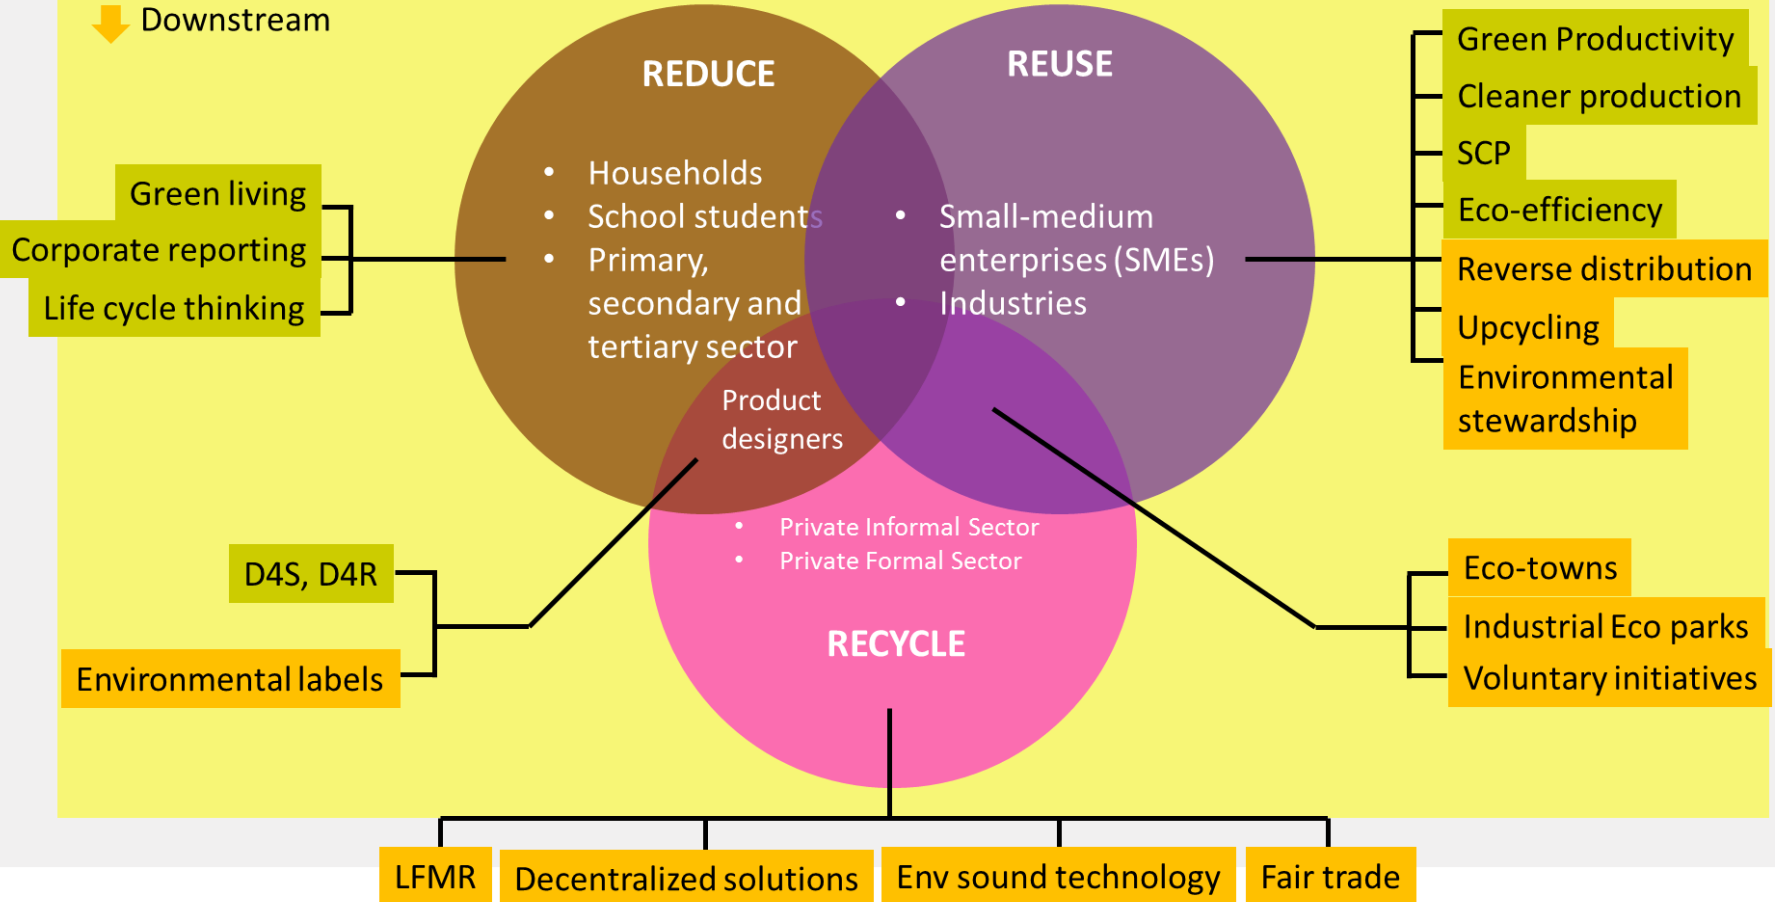 Downstream
REDUCE
• Households
• School students
• Primary,
secondary and
tertiary sector
REUSE
• Small-medium
enterprises (SMEs)
• Industries
Product
designers
• Private Informal Sector
• Private Formal Sector
RECYCLE
Green living
Corporate reporting
Life cycle thinking
D4S, D4R
Environmental labels
Green Productivity
Cleaner production
SCP
Eco-efficiency
Reverse distribution
Upcycling
Environmental
stewardship
Eco-towns
Industrial Eco parks
Voluntary initiatives
LFMR
Decentralized solutions
Env sound technology
Fair trade